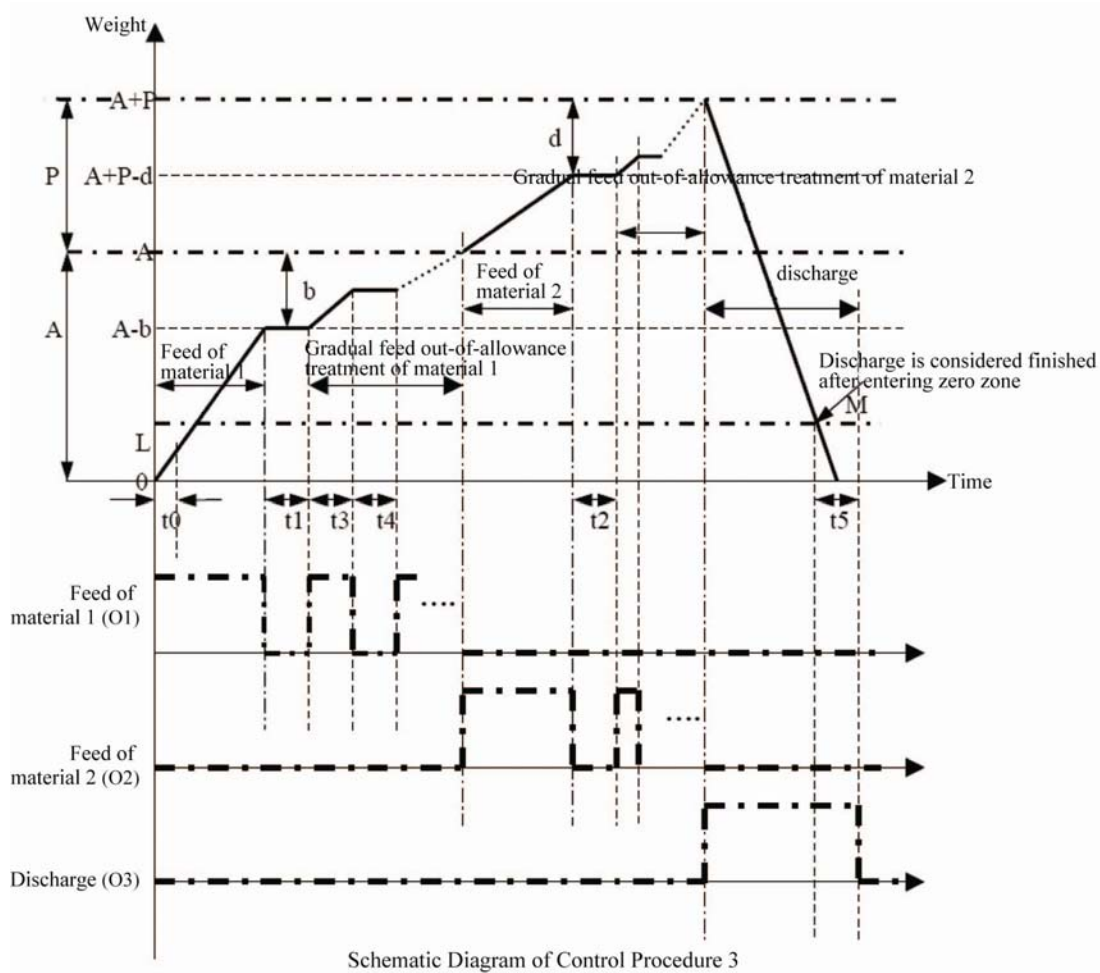 Weight
A+P
d
P
A+P-d
Gradual feed out-of-allowance treatment of material 2
A
Feed of
material 2
discharge
b
A
A-b
Feed of
material 1
Gradual feed out-of-allowance
treatment of material 1
Discharge is considered finished
after entering zero zone
M
L
0
Time
t0
t1
t3
t4
t2
t5
Feed of
material 1 (O1)
Feed of
material 2 (O2)
Discharge (O3)
Schematic Diagram of Control Procedure 3